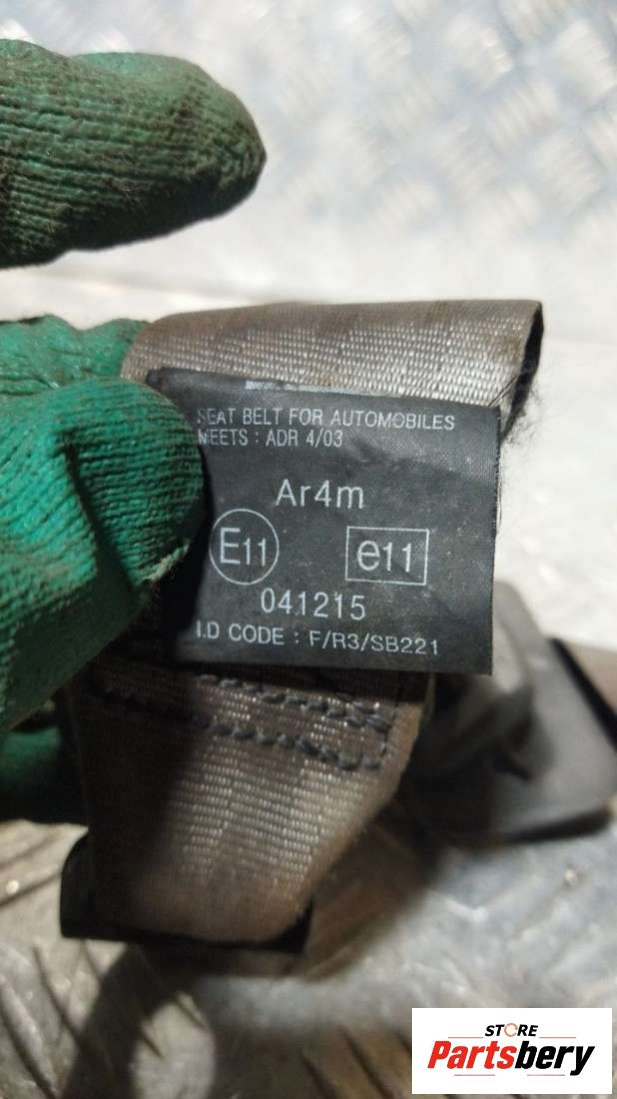 SEAT BELT FOR AUTOMOBILES
MEETS : ADR 4/03
Ar4m
E11 e11
041215
I.D CODE : F/R3/SB221
STORE
Partsbery